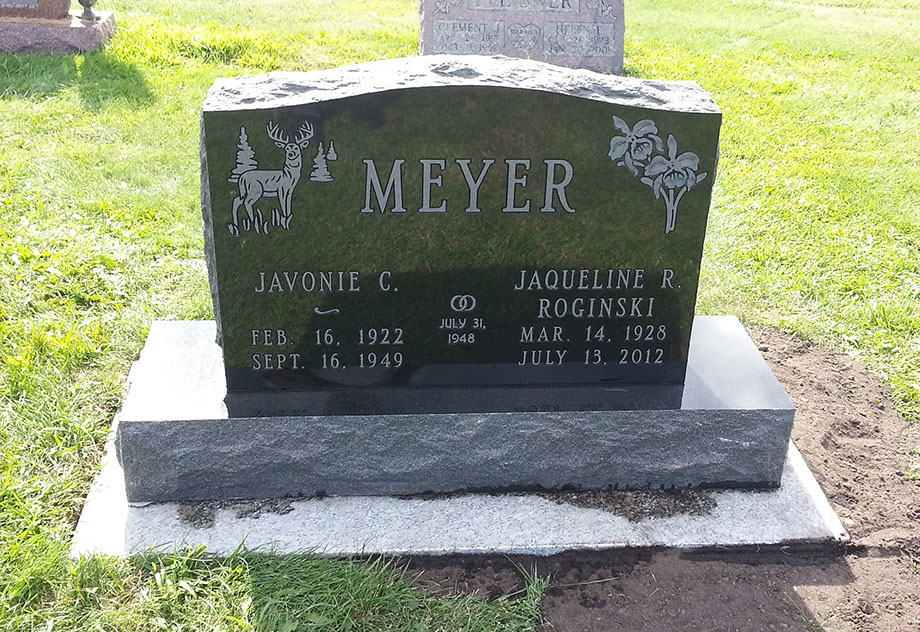 CLEMENT J.
MEYER
JAVONIE C.
FEB. 16, 1922
SEPT. 16, 1949
JULY 31,
1948
JAQUELINE R.
ROGINSKI
MAR. 14, 1928
JULY 13, 2012